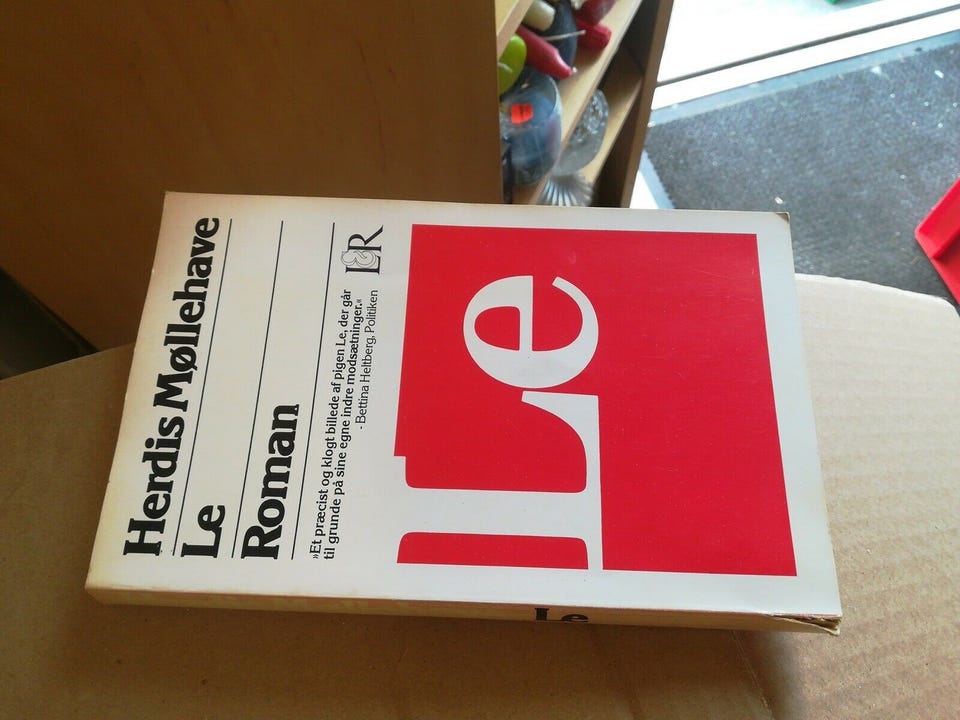 Herdis Møllehave
Le
Roman
»Et præcist og klogt billede af pigen Le, der går
til grunde på sine egne indre modsætninger.«
- Bettina Heltberg, Politiken
L&R
Le
Le